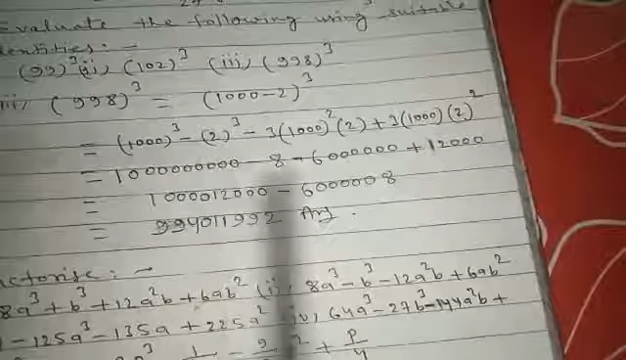 Evaluate the following using suitable
dentities: -
(99)³ (ii) (102)³ (iii) (998)³
iii) (998)³ = (1000-2)³
= (1000)³ - (2)³ - 3(1000)²(2) + 3(1000)(2)²
= 1000000000 - 8 - 6000000 + 12000
= 1000012000 - 6000008
= 994011992 Ans.
actorise: -
8a³ + b³ + 12a²b + 6ab² (ii) 8a³ - b³ - 12a²b + 6ab²
- 125a³ - 135a + 225a² (iv) 64a³ - 27b³ - 144a²b +